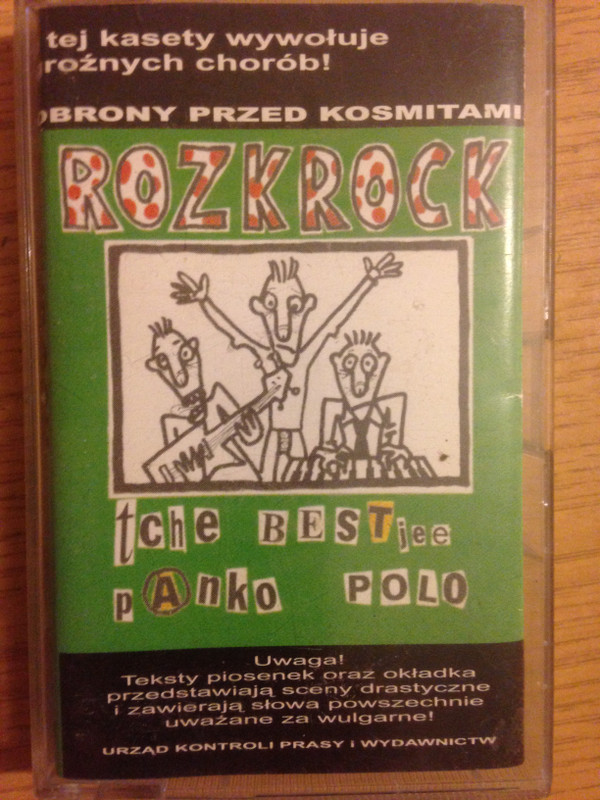 tej kasety wywołuje
roźnych chorób!
OBRONY PRZED KOSMITAMI
ROZKROCK
tche BESTjee
pAnko POLO
Uwaga!
Teksty piosenek oraz okładka
przedstawiają sceny drastyczne
i zawierają słowa powszechnie
uważane za wulgarne!
URZĄD KONTROLI PRASY i WYDAWNICTW